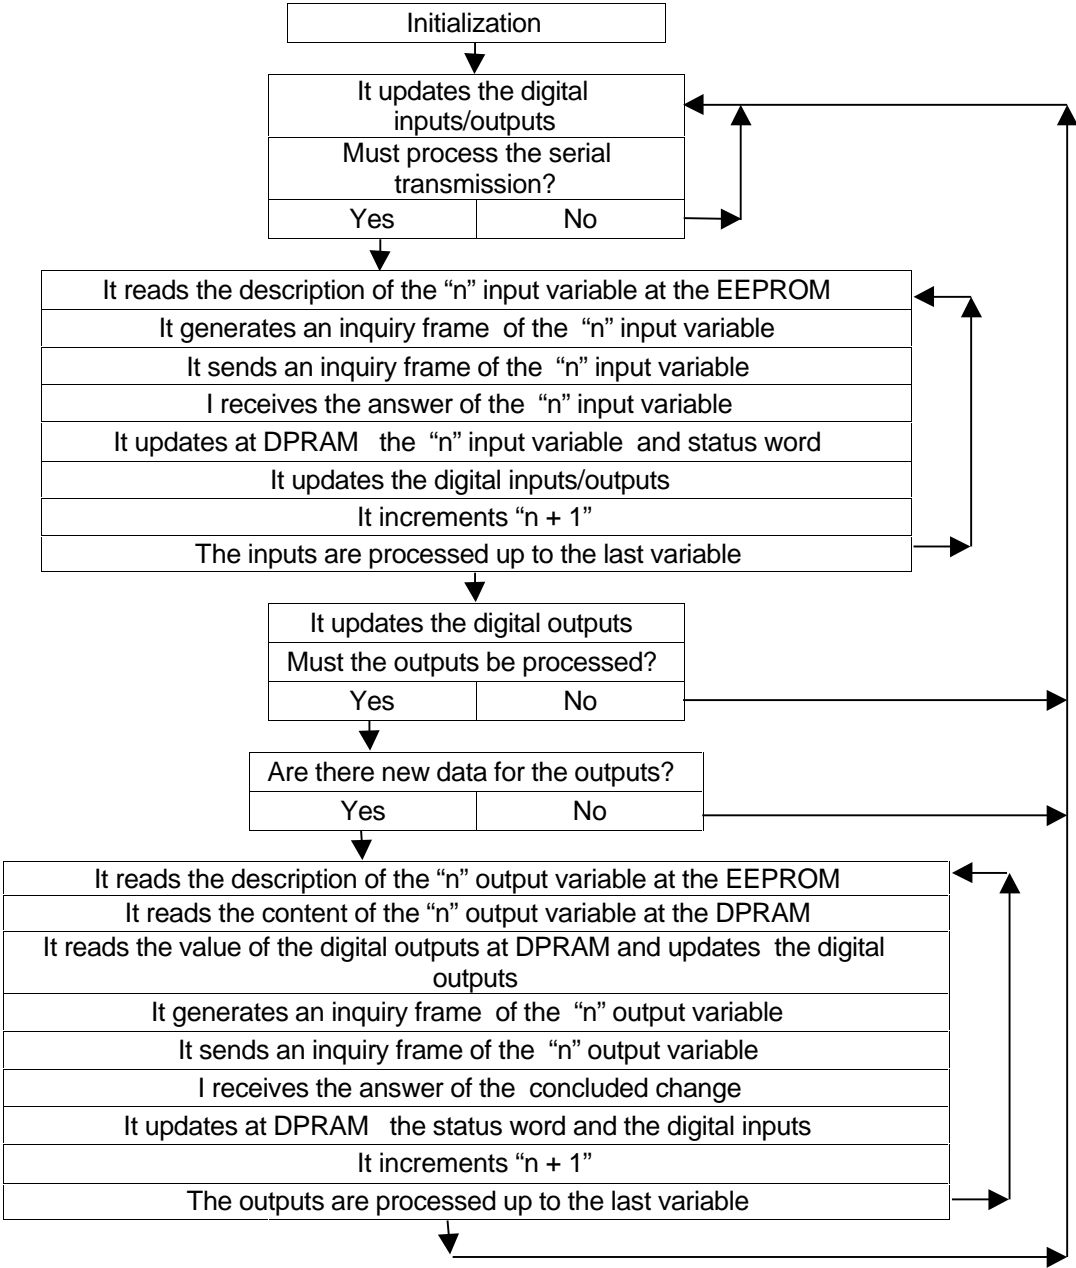 Initialization
It updates the digital
inputs/outputs
Must process the serial
transmission?
Yes No
It reads the description of the “n” input variable at the EEPROM
It generates an inquiry frame of the “n” input variable
It sends an inquiry frame of the “n” input variable
I receives the answer of the “n” input variable
It updates at DPRAM the “n” input variable and status word
It updates the digital inputs/outputs
It increments “n + 1”
The inputs are processed up to the last variable
It updates the digital outputs
Must the outputs be processed?
Yes No
Are there new data for the outputs?
Yes No
It reads the description of the “n” output variable at the EEPROM
It reads the content of the “n” output variable at the DPRAM
It reads the value of the digital outputs at DPRAM and updates the digital
outputs
It generates an inquiry frame of the “n” output variable
It sends an inquiry frame of the “n” output variable
I receives the answer of the concluded change
It updates at DPRAM the status word and the digital inputs
It increments “n + 1”
The outputs are processed up to the last variable